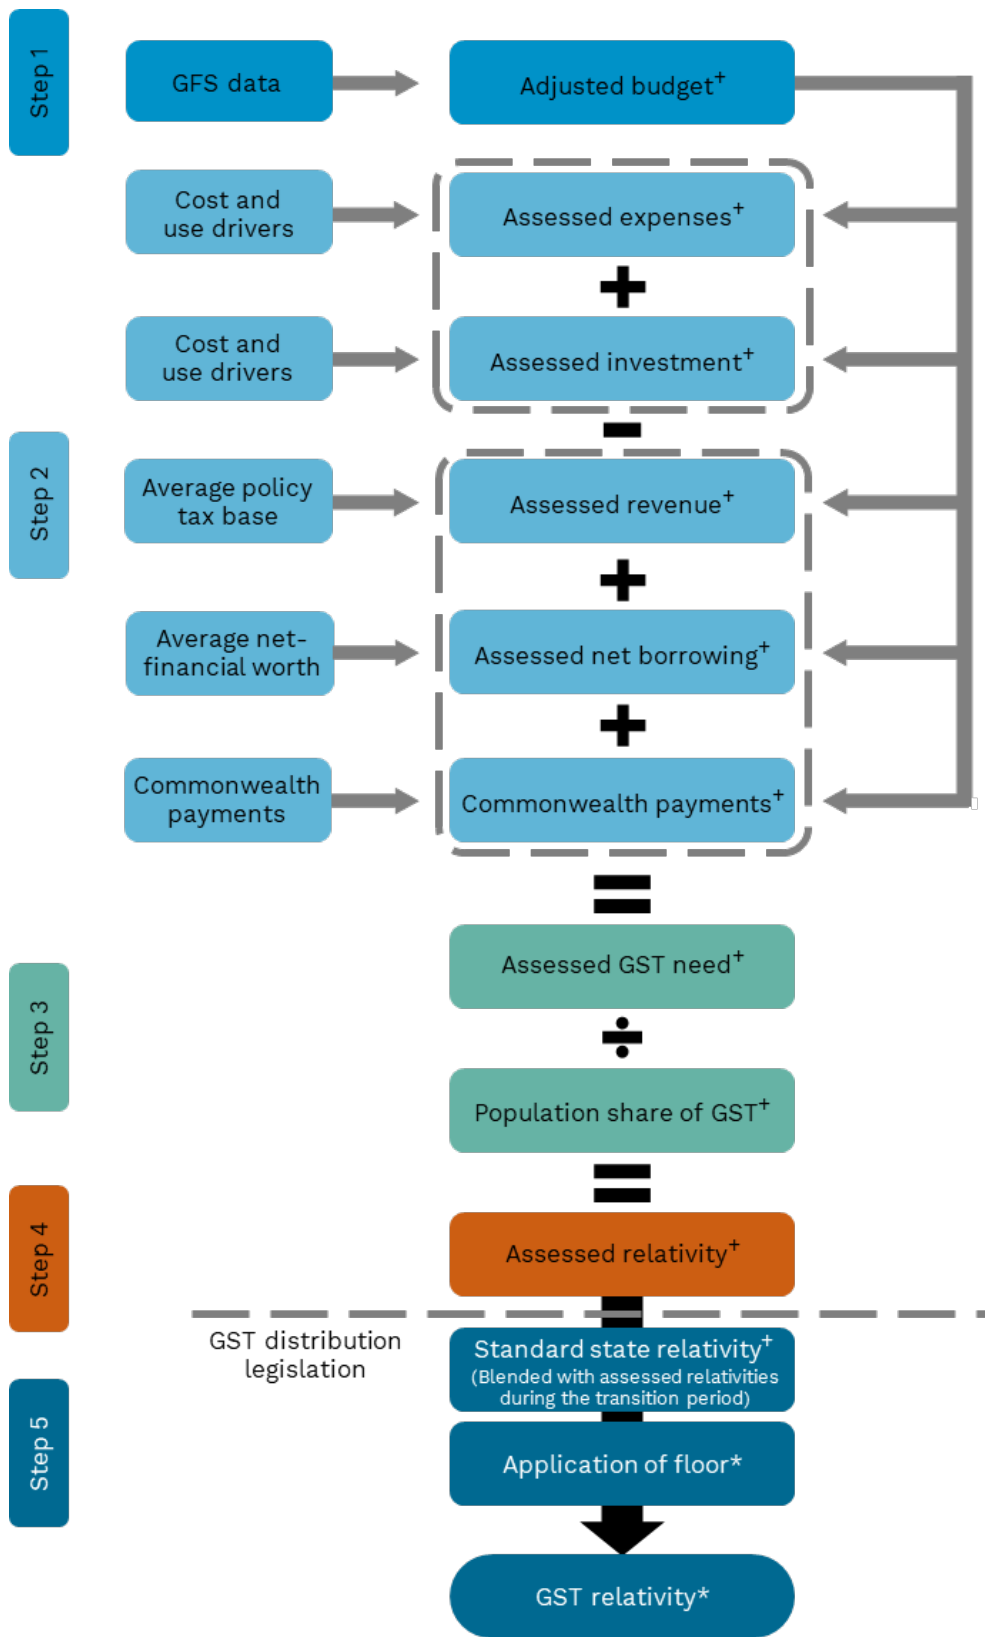 Step 1
GFS data
Adjusted budget+
Cost and
use drivers
Assessed expenses+
+
Cost and
use drivers
Assessed investment+
-
Step 2
Average policy
tax base
Assessed revenue+
+
Average net-
financial worth
Assessed net borrowing+
+
Commonwealth
payments
Commonwealth payments+
=
Assessed GST need+
Step 3
÷
Population share of GST+
=
Step 4
Assessed relativity+
GST distribution
legislation
Standard state relativity+
(Blended with assessed relativities
during the transition period)
Step 5
Application of floor*
GST relativity*